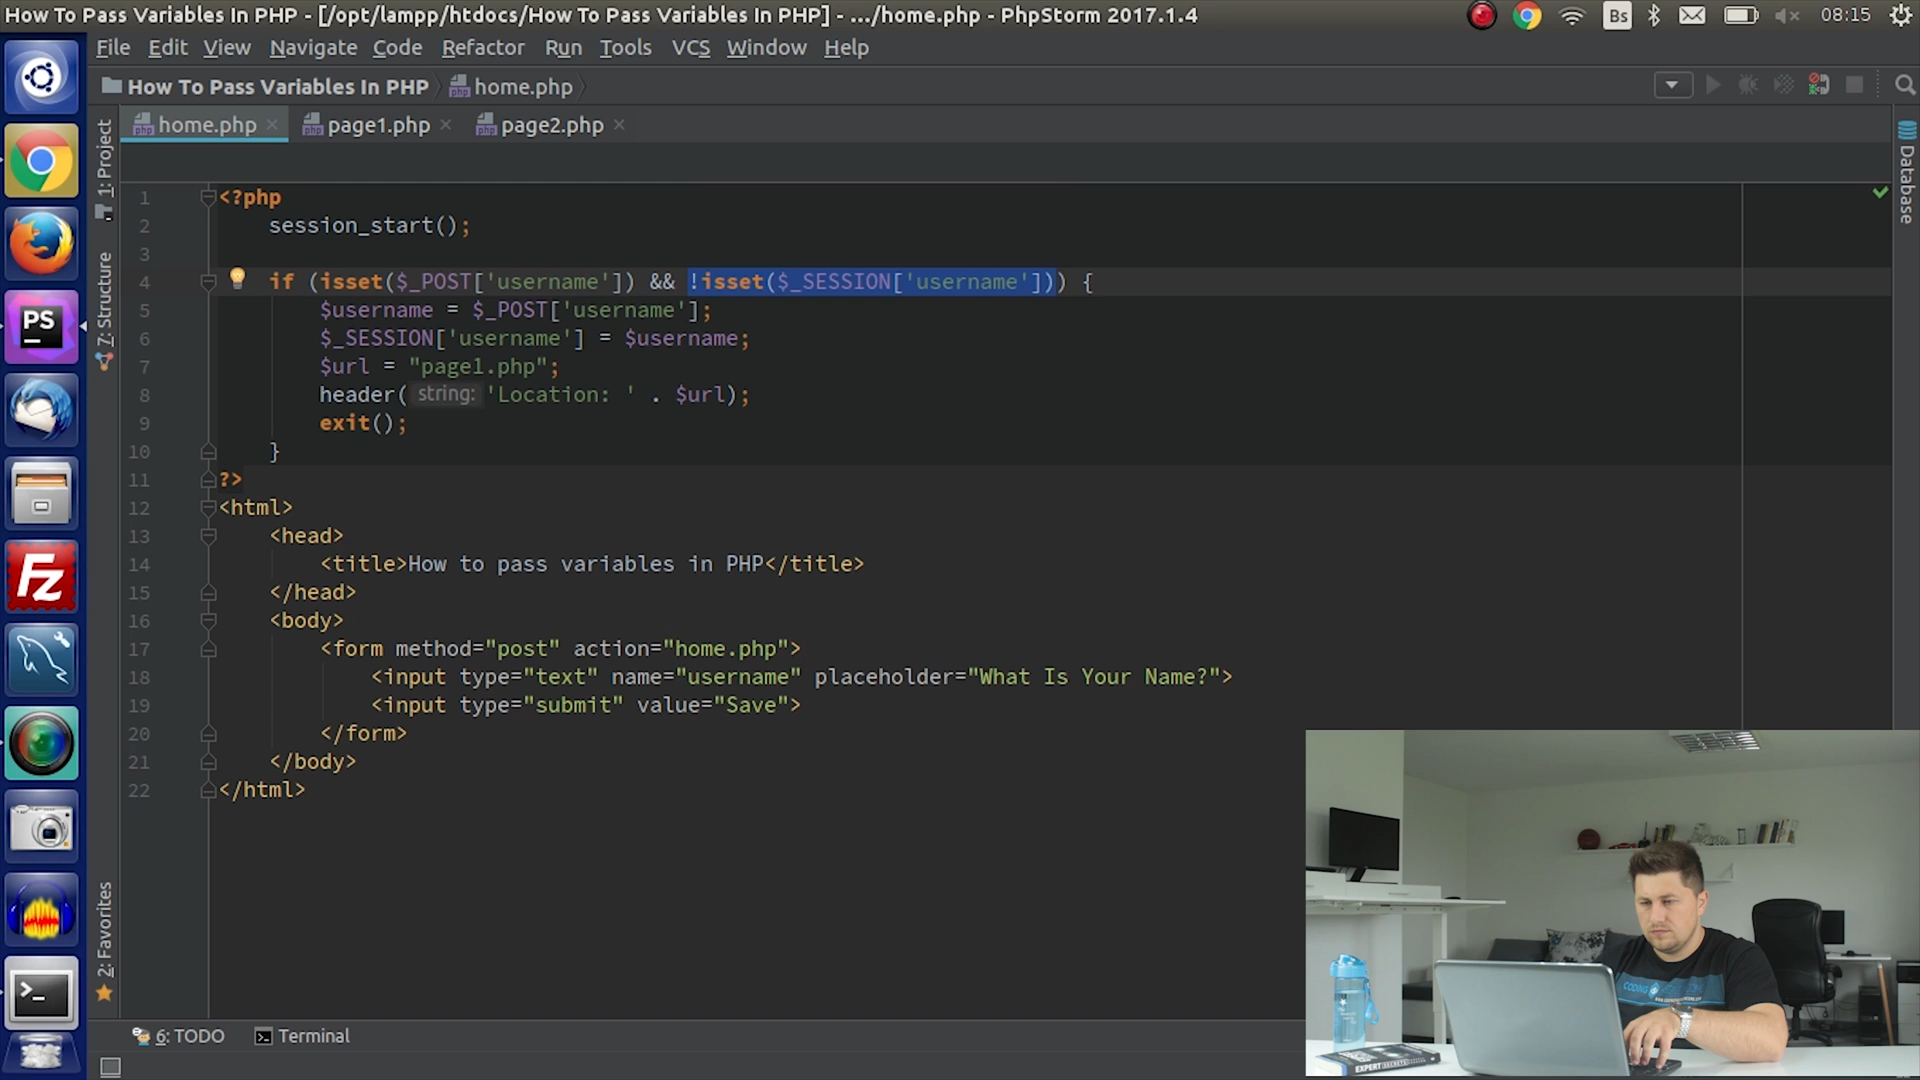 How To Pass Variables In PHP - [/opt/lampp/htdocs/How To Pass Variables In PHP] - .../home.php - PhpStorm 2017.1.4
Bs
08:15
File Edit View Navigate Code Refactor Run Tools VCS Window Help
How To Pass Variables In PHP
home.php
home.php
page1.php
page2.php
1: Project
7: Structure
2: Favorites
Database
PS
Fz
1 <?php
2 session_start();
3
4 if (isset($_POST['username']) && !isset($_SESSION['username'])) {
5 $username = $_POST['username'];
6 $_SESSION['username'] = $username;
7 $url = "page1.php";
8 header( string: 'Location: ' . $url);
9 exit();
10 }
11 ?>
12 <html>
13 <head>
14 <title>How to pass variables in PHP</title>
15 </head>
16 <body>
17 <form method="post" action="home.php">
18 <input type="text" name="username" placeholder="What Is Your Name?">
19 <input type="submit" value="Save">
20 </form>
21 </body>
22 </html>
6: TODO
Terminal
CODING
EXPERT SECRETS